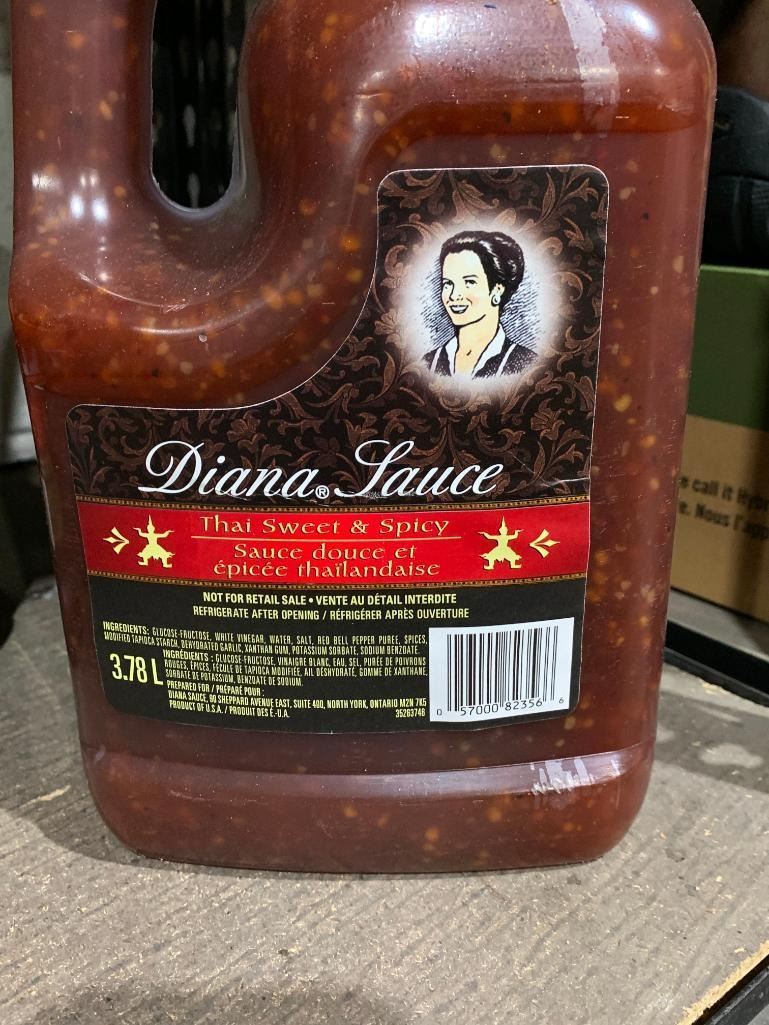 Diana® Sauce
Thai Sweet & Spicy
Sauce douce et
épicée thaïlandaise
NOT FOR RETAIL SALE • VENTE AU DÉTAIL INTERDITE
REFRIGERATE AFTER OPENING / RÉFRIGÉRER APRÈS OUVERTURE
INGREDIENTS: GLUCOSE-FRUCTOSE, WHITE VINEGAR, WATER, SALT, RED BELL PEPPER PUREE, SPICES,
MODIFIED TAPIOCA STARCH, DEHYDRATED GARLIC, XANTHAN GUM, POTASSIUM SORBATE, SODIUM BENZOATE.
INGRÉDIENTS : GLUCOSE-FRUCTOSE, VINAIGRE BLANC, EAU, SEL, PURÉE DE POIVRONS
ROUGES, ÉPICES, FÉCULE DE TAPIOCA MODIFIÉE, AIL DÉSHYDRATÉ, GOMME DE XANTHANE,
SORBATE DE POTASSIUM, BENZOATE DE SODIUM.
3.78 L
PREPARED FOR / PRÉPARÉ POUR :
DIANA SAUCE, 90 SHEPPARD AVENUE EAST, SUITE 400, NORTH YORK, ONTARIO M2N 7K5
PRODUCT OF U.S.A. / PRODUIT DES É.-U.A. 35263748
0 57000 82356 6
call it
Nous l'app